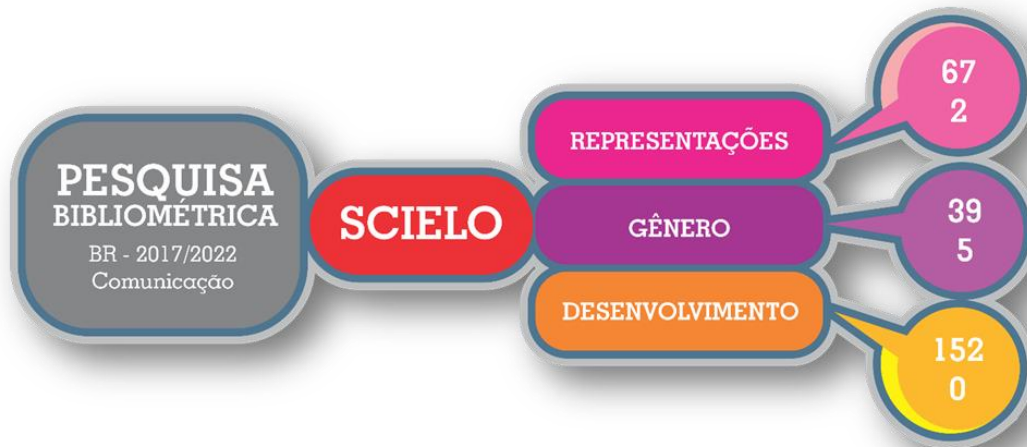 PESQUISA
BIBLIOMÉTRICA
BR - 2017/2022
Comunicação
SCIELO
REPRESENTAÇÕES
67
2
GÊNERO
39
5
DESENVOLVIMENTO
152
0